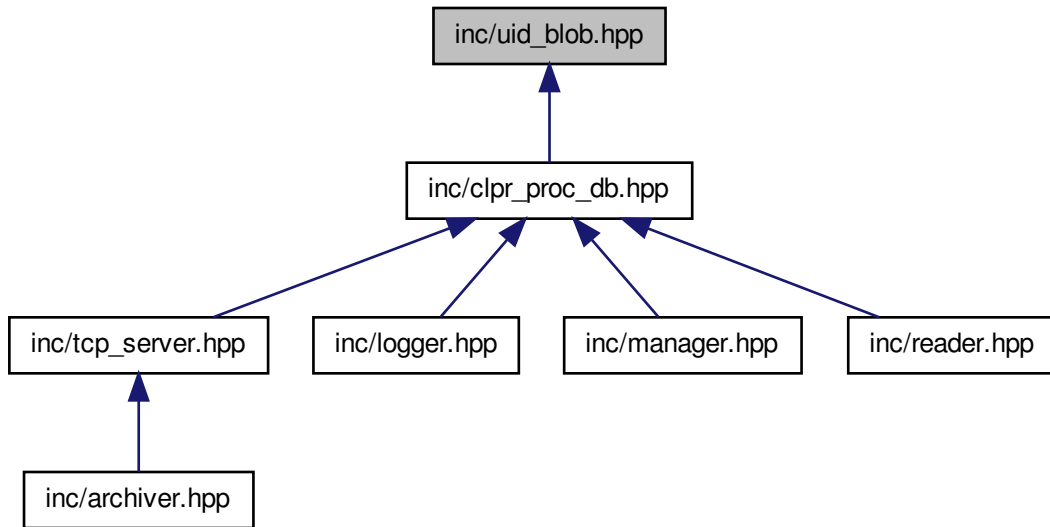 inc/uid_blob.hpp
inc/clpr_proc_db.hpp
inc/tcp_server.hpp
inc/logger.hpp
inc/manager.hpp
inc/reader.hpp
inc/archiver.hpp